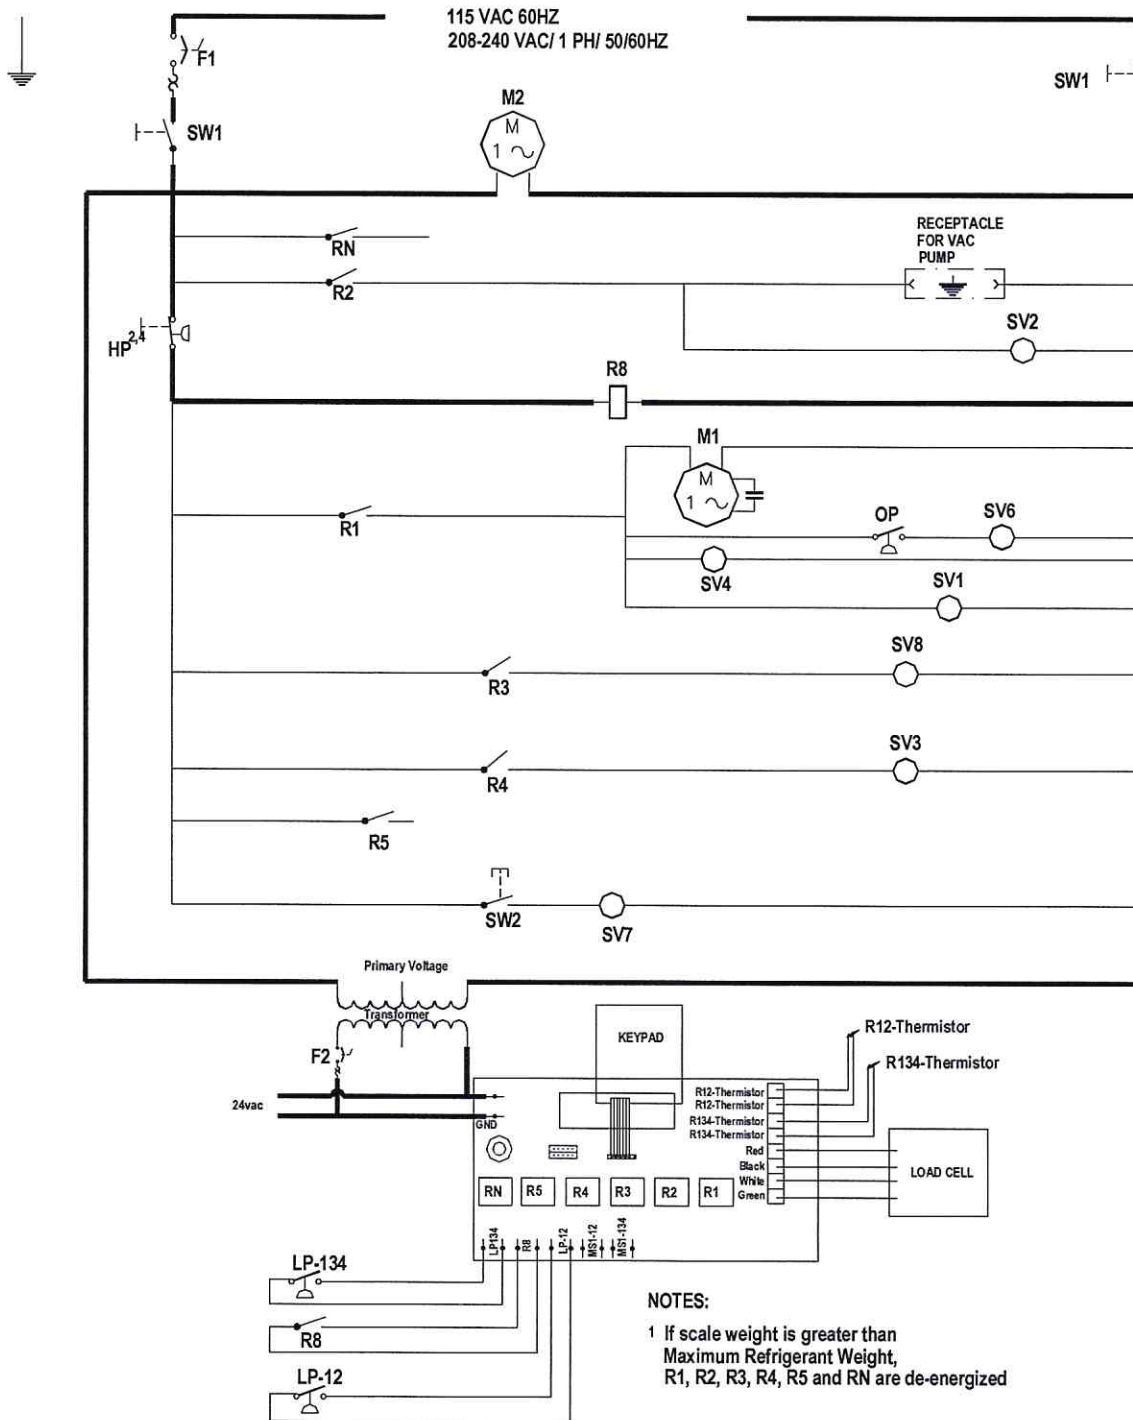 115 VAC 60HZ
208-240 VAC/ 1 PH/ 50/60HZ
F1
SW1
SW1
M2
M
1
RN
R2
RECEPTACLE
FOR VAC
PUMP
HP 2,4
SV2
R8
M1
M
1
R1
OP
SV6
SV4
SV1
SV8
R3
SV3
R4
R5
SW2
SV7
Primary Voltage
Transformer
F2
24vac
GND
KEYPAD
R12-Thermistor
R134-Thermistor
R12-Thermistor
R12-Thermistor
R134-Thermistor
R134-Thermistor
Red
Black
White
Green
LOAD CELL
RN
R5
R4
R3
R2
R1
LP134
R8
LP-12
MS1-12
MS1-134
LP-134
R8
LP-12
NOTES:
1 If scale weight is greater than
Maximum Refrigerant Weight,
R1, R2, R3, R4, R5 and RN are de-energized